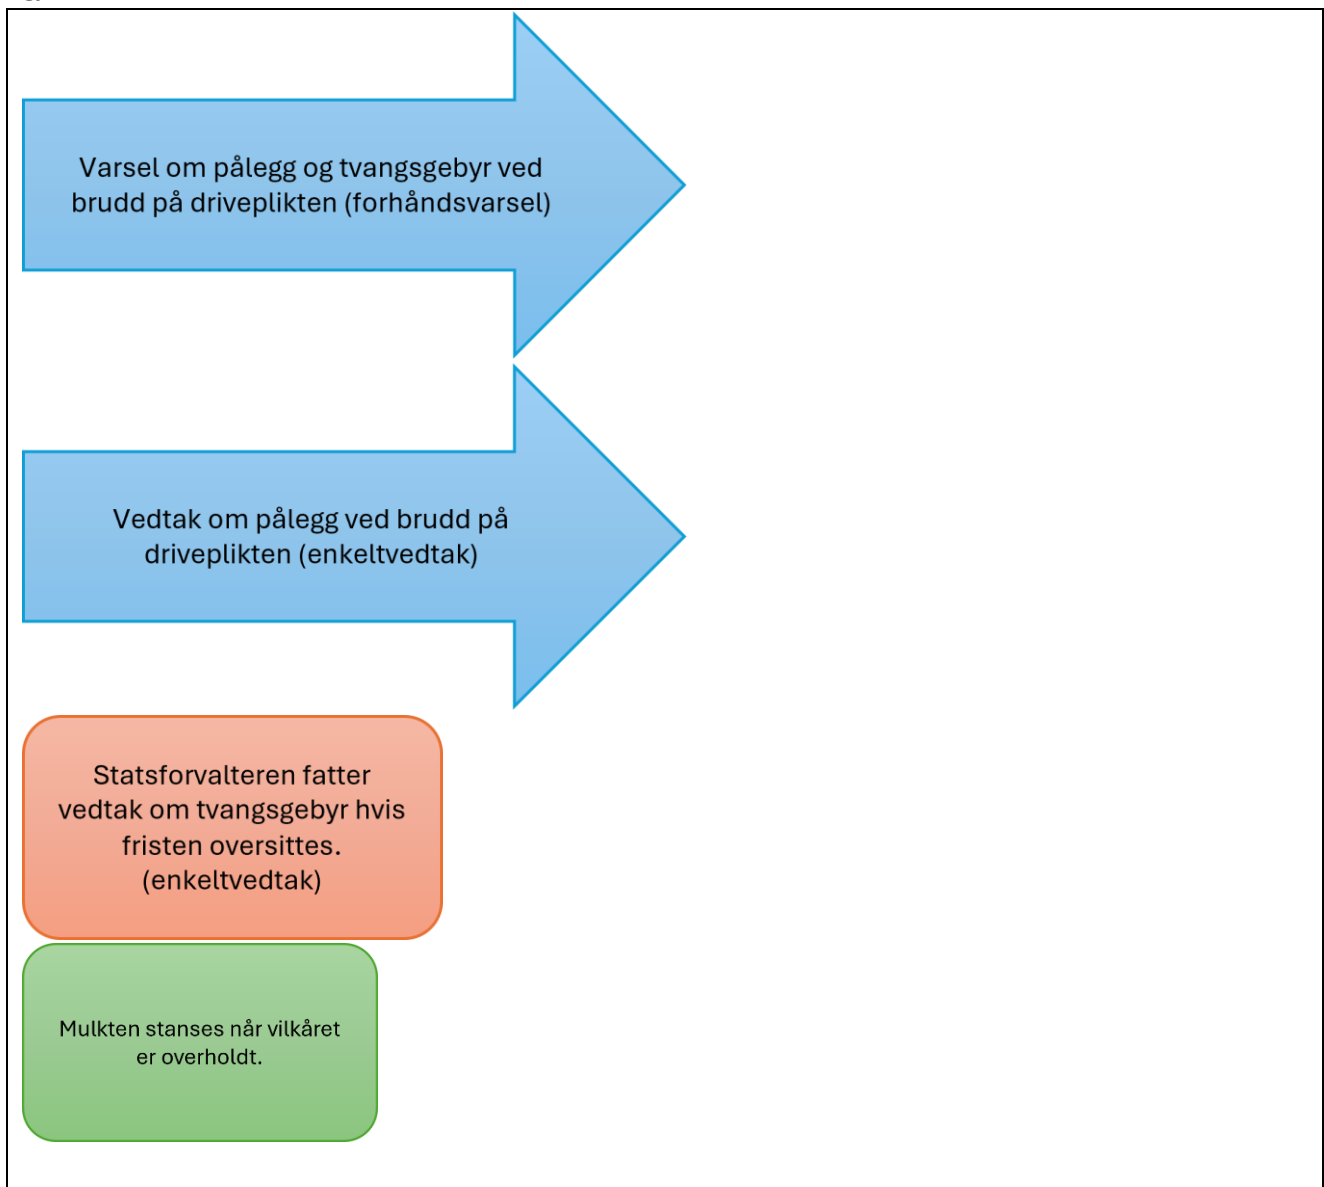 Varsel om pålegg og tvangsgebyr ved
brudd på driveplikten (forhåndsvarsel)
Vedtak om pålegg ved brudd på
driveplikten (enkeltvedtak)
Statsforvalteren fatter
vedtak om tvangsgebyr hvis
fristen oversittes.
(enkeltvedtak)
Mulkten stanses når vilkåret
er overholdt.